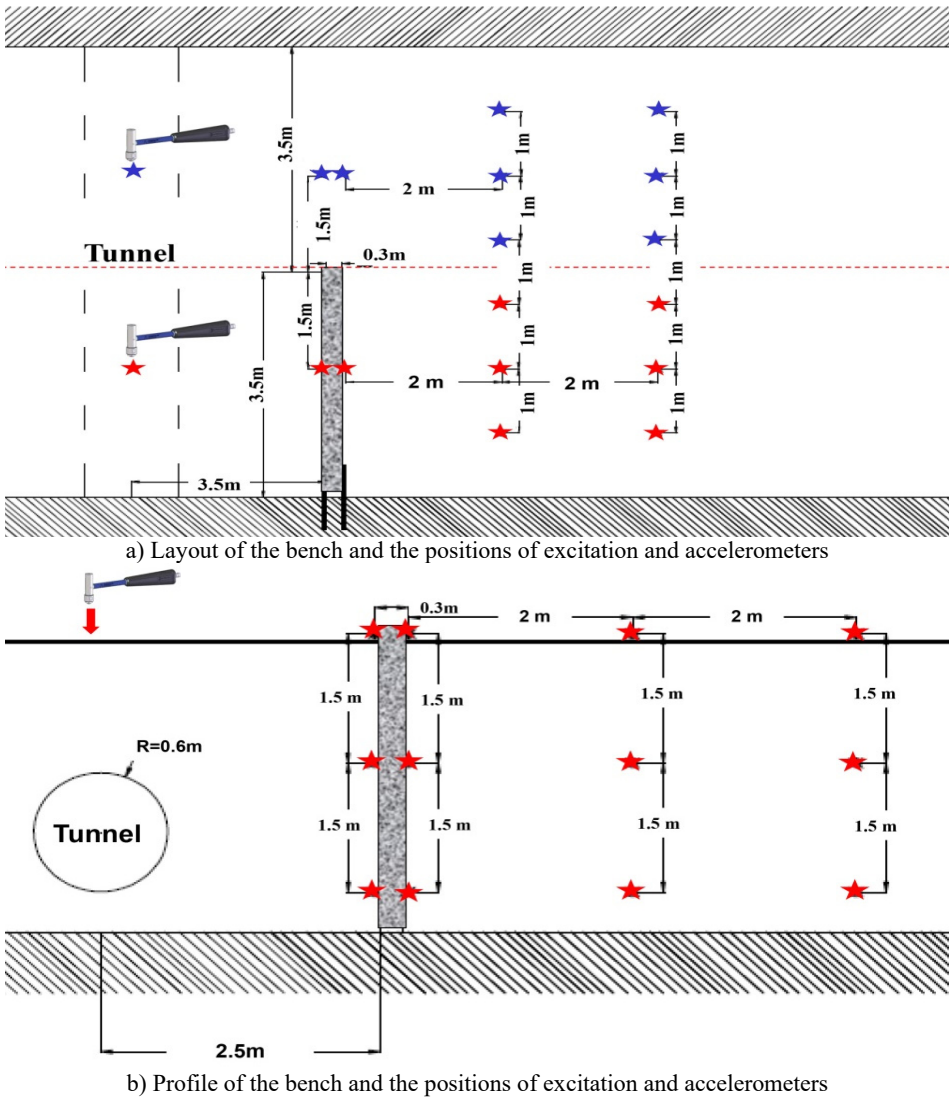 3.5m
1m
1m
2 m
1m
1m
1.5m
Tunnel
0.3m
1m
1m
1.5m
3.5m
1m
1m
2 m
2 m
1m
1m
3.5m
a) Layout of the bench and the positions of excitation and accelerometers
0.3m
2 m
2 m
1.5 m
1.5 m
1.5 m
1.5 m
R=0.6m
Tunnel
1.5 m
1.5 m
1.5 m
1.5 m
2.5m
b) Profile of the bench and the positions of excitation and accelerometers